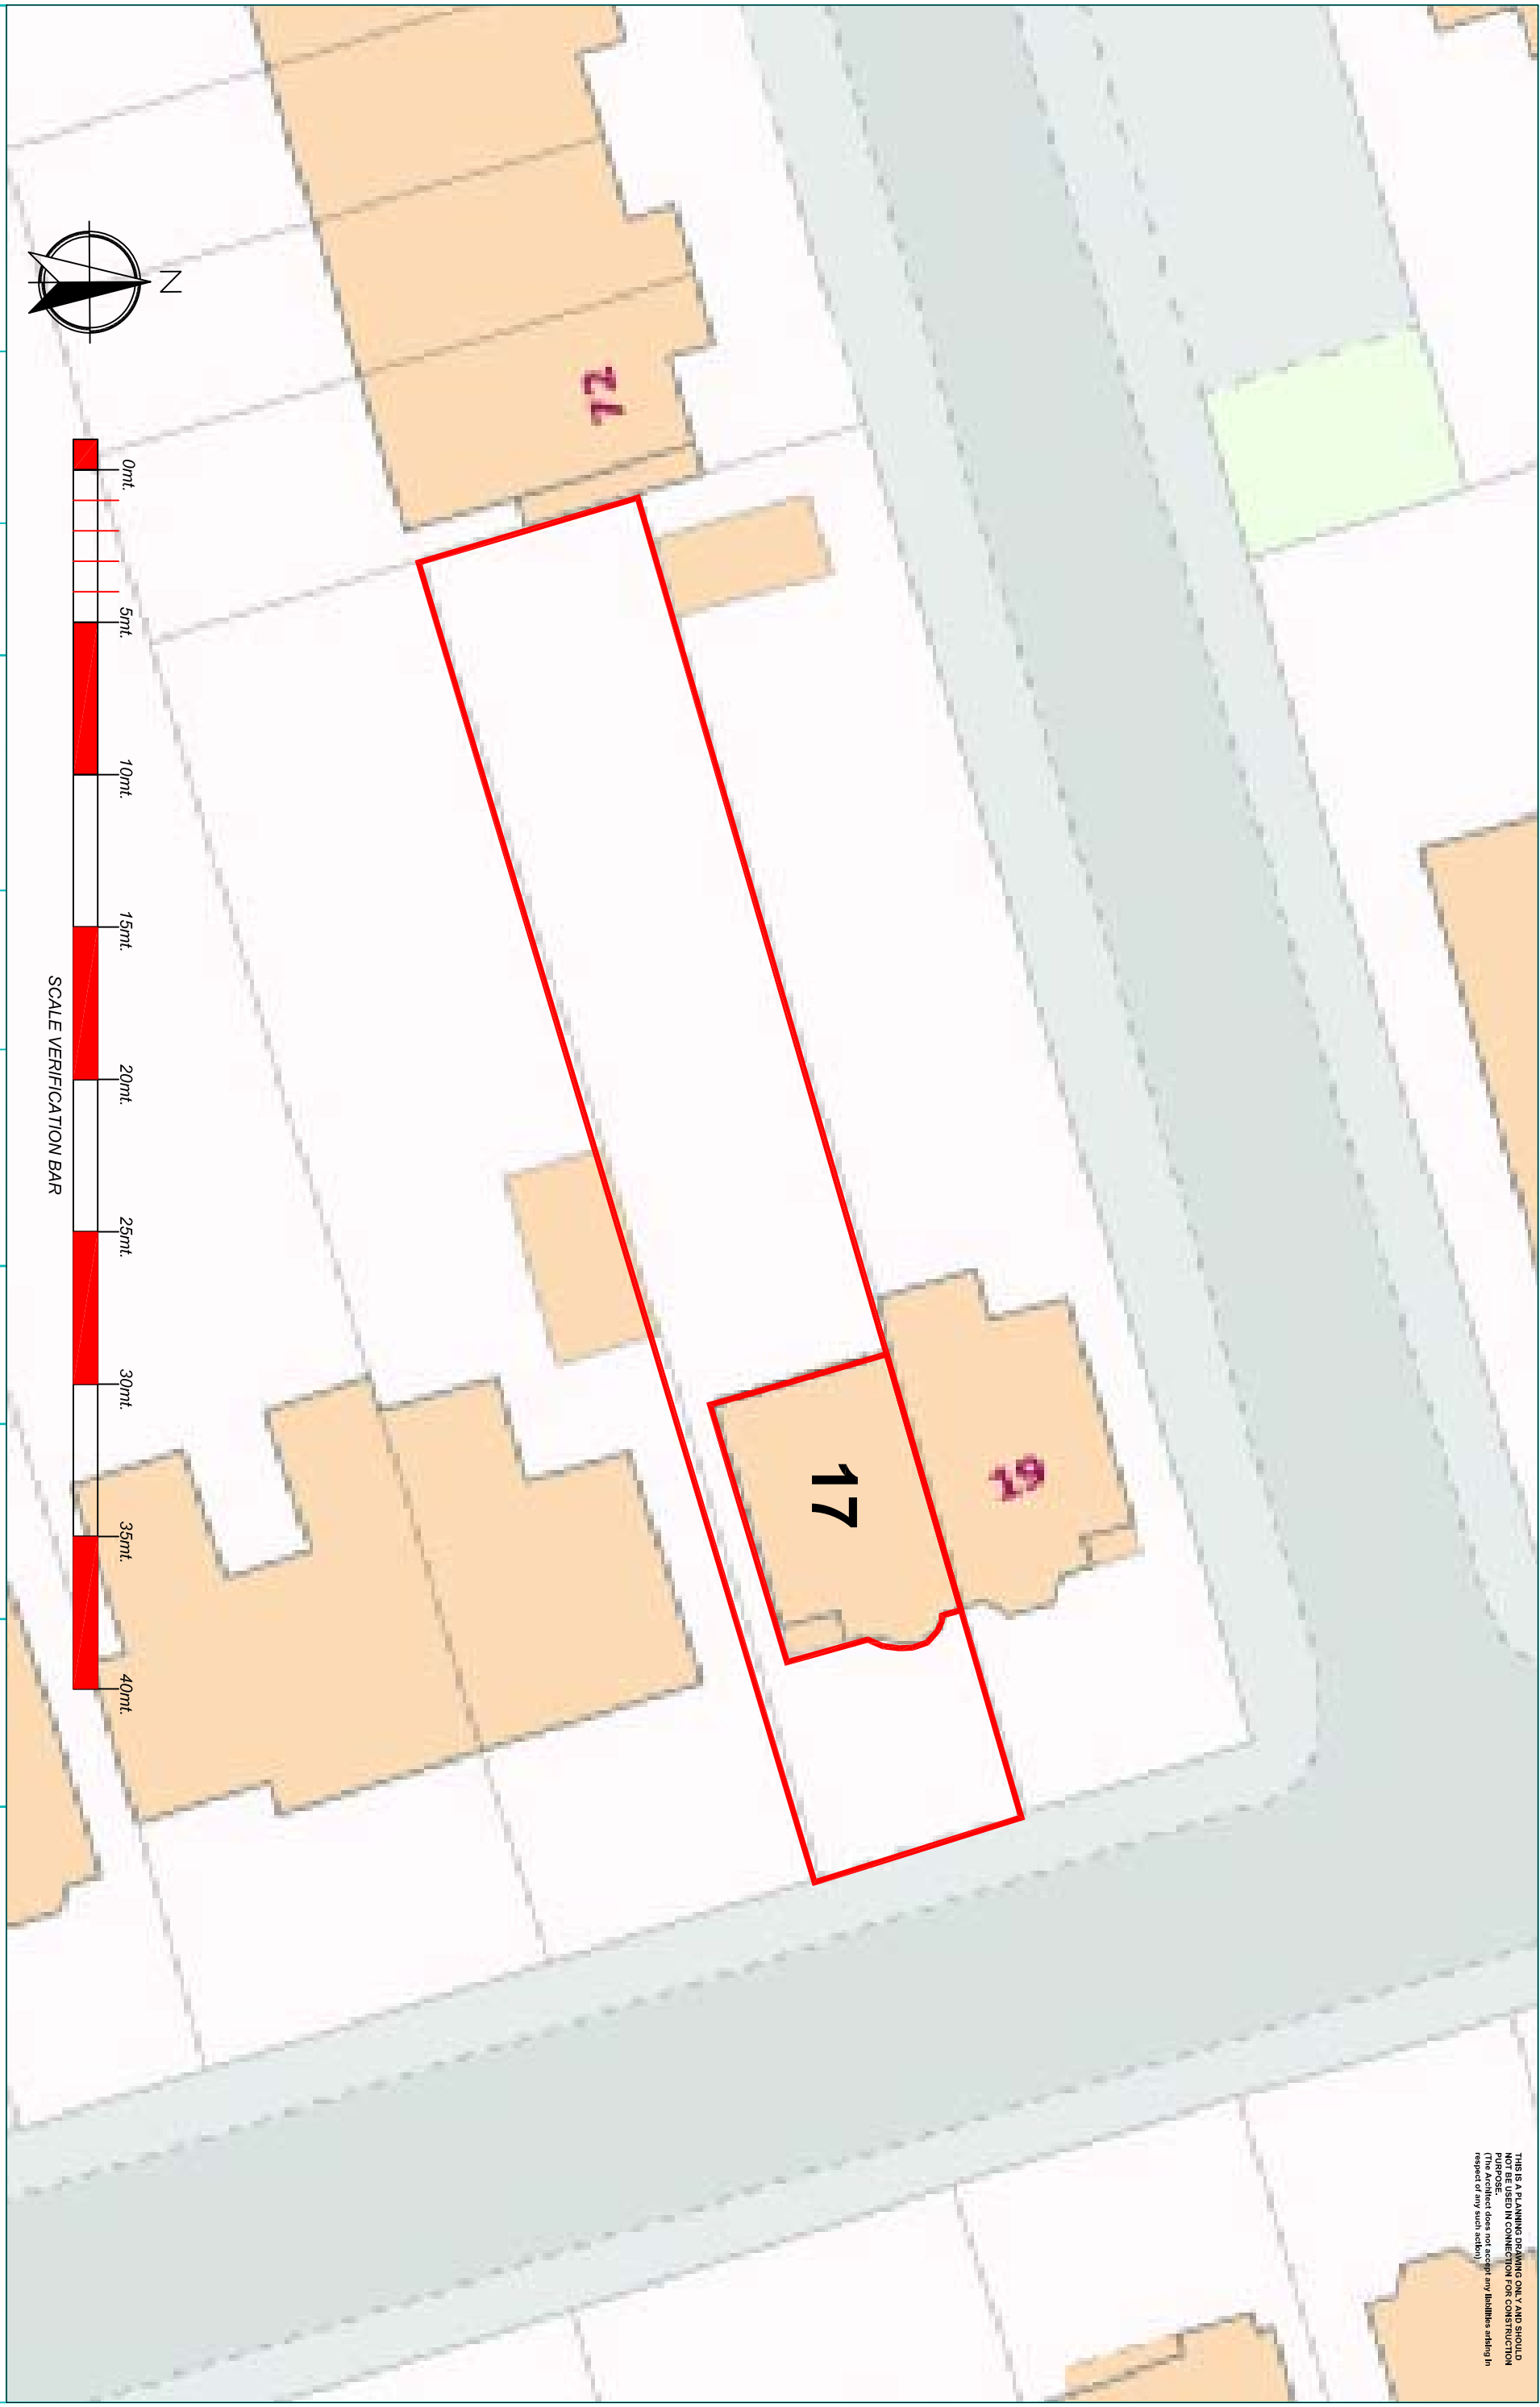 THIS IS A PLANNING DRAWING ONLY AND SHOULD
NOT BE USED IN CONNECTION FOR CONSTRUCTION
PURPOSE.
(The Architect does not accept any liabilities arising in
respect of any such action)
N
72
19
17
0mt.
5mt.
10mt.
15mt.
20mt.
25mt.
30mt.
35mt.
40mt.
SCALE VERIFICATION BAR